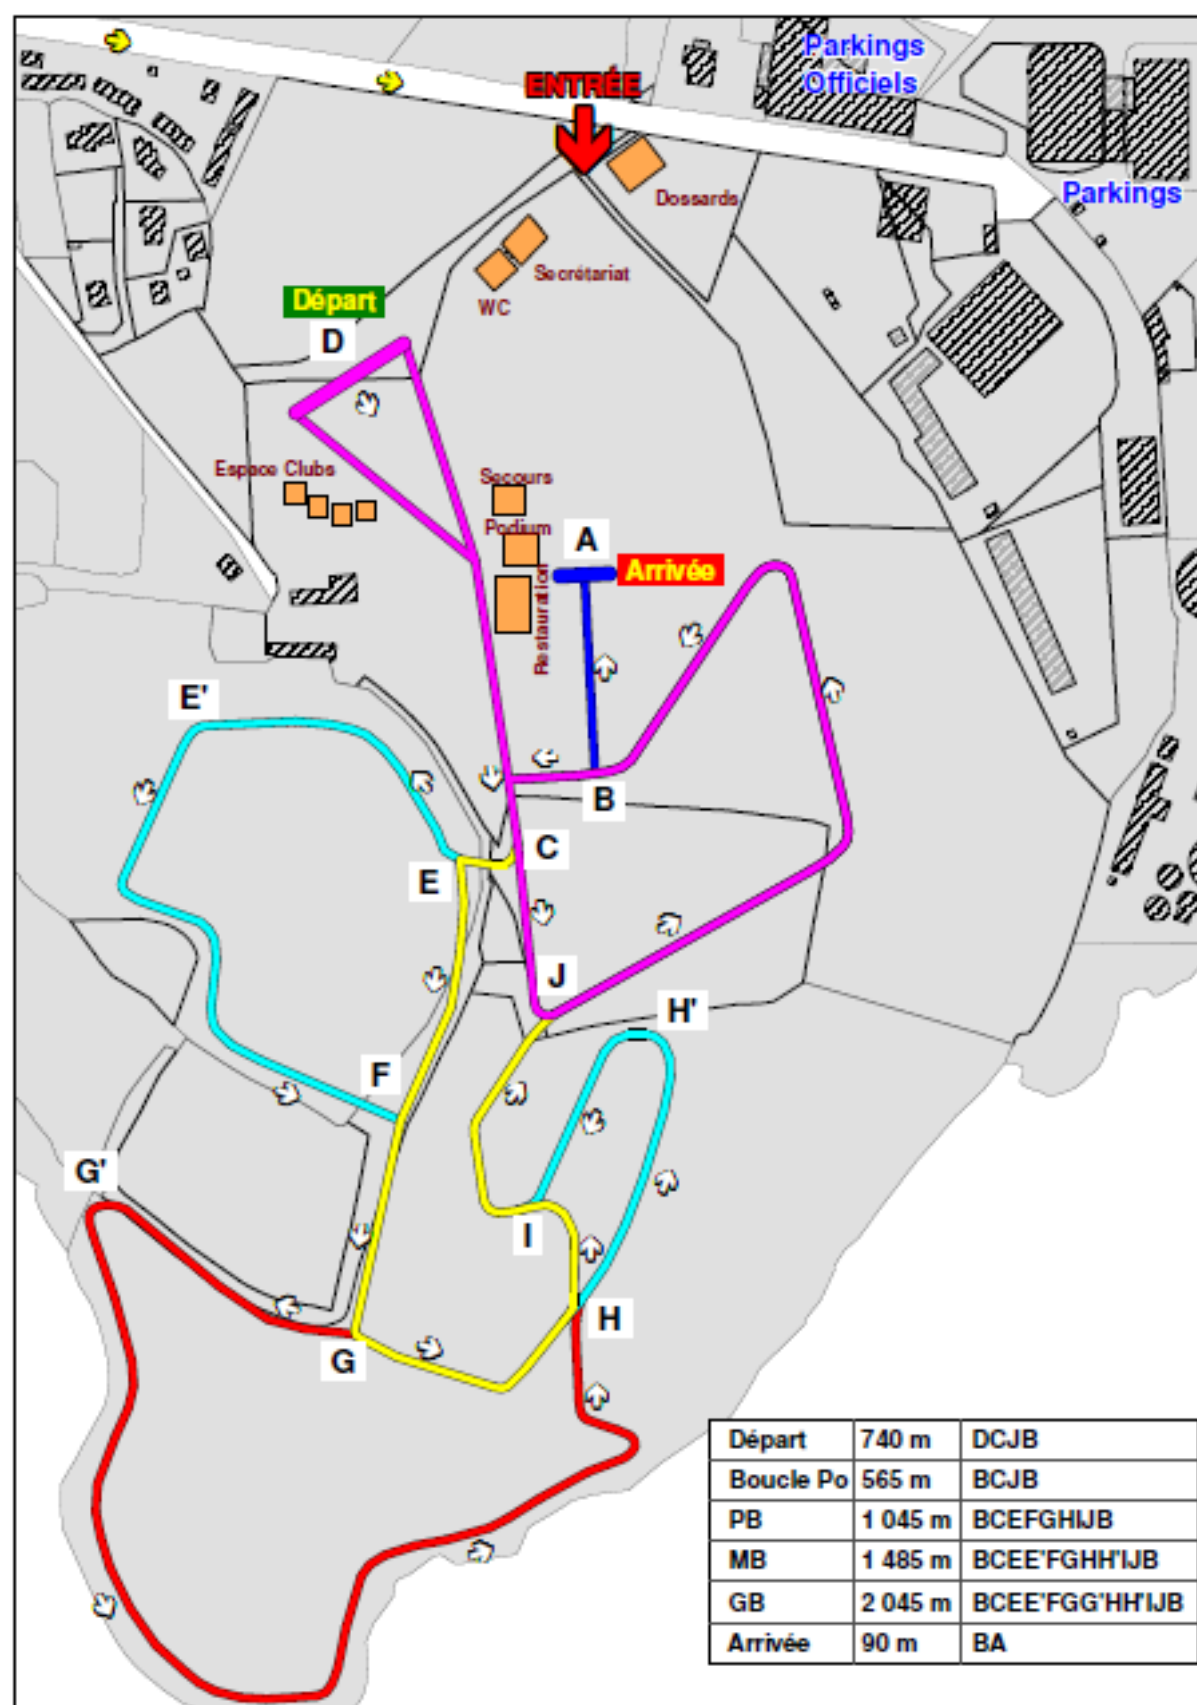 Parkings
Officiels
ENTRÉE
Dossards
Parkings
Secrétariat
WC
Départ
D
Espace Clubs
Secours
Podium
A
Arrivée
Restauration
E'
B
C
E
J
H'
F
G'
I
H
G
Départ 740 m DCJB
Boucle Po 565 m BCJB
PB 1 045 m BCEFGHIJB
MB 1 485 m BCEE'FGHH'IJB
GB 2 045 m BCEE'FGG'HH'IJB
Arrivée 90 m BA